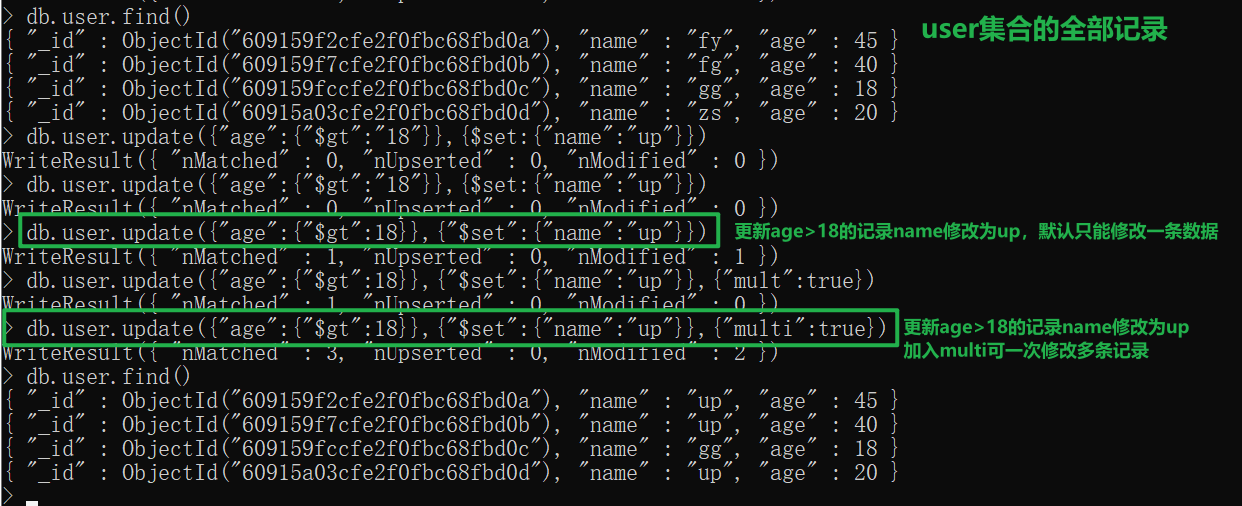 > db.user.find()
user集合的全部记录
{ "_id" : ObjectId("609159f2cfe2f0fbc68fbd0a"), "name" : "fy", "age" : 45 }
{ "_id" : ObjectId("609159f7cfe2f0fbc68fbd0b"), "name" : "fg", "age" : 40 }
{ "_id" : ObjectId("609159fccfe2f0fbc68fbd0c"), "name" : "gg", "age" : 18 }
{ "_id" : ObjectId("60915a03cfe2f0fbc68fbd0d"), "name" : "zs", "age" : 20 }
> db.user.update({"age":{"$gt":"18"}},{$set:{"name":"up"}})
WriteResult({ "nMatched" : 0, "nUpserted" : 0, "nModified" : 0 })
> db.user.update({"age":{"$gt":"18"}},{$set:{"name":"up"}})
WriteResult({ "nMatched" : 0, "nUpserted" : 0, "nModified" : 0 })
> db.user.update({"age":{"$gt":18}},{"$set":{"name":"up"}})
更新age>18的记录name修改为up，默认只能修改一条数据
WriteResult({ "nMatched" : 1, "nUpserted" : 0, "nModified" : 1 })
> db.user.update({"age":{"$gt":18}},{"$set":{"name":"up"}},{"mult":true})
WriteResult({ "nMatched" : 1, "nUpserted" : 0, "nModified" : 0 })
> db.user.update({"age":{"$gt":18}},{"$set":{"name":"up"}},{"multi":true})
更新age>18的记录name修改为up
加入multi可一次修改多条记录
WriteResult({ "nMatched" : 3, "nUpserted" : 0, "nModified" : 2 })
> db.user.find()
{ "_id" : ObjectId("609159f2cfe2f0fbc68fbd0a"), "name" : "up", "age" : 45 }
{ "_id" : ObjectId("609159f7cfe2f0fbc68fbd0b"), "name" : "up", "age" : 40 }
{ "_id" : ObjectId("609159fccfe2f0fbc68fbd0c"), "name" : "gg", "age" : 18 }
{ "_id" : ObjectId("60915a03cfe2f0fbc68fbd0d"), "name" : "up", "age" : 20 }
>